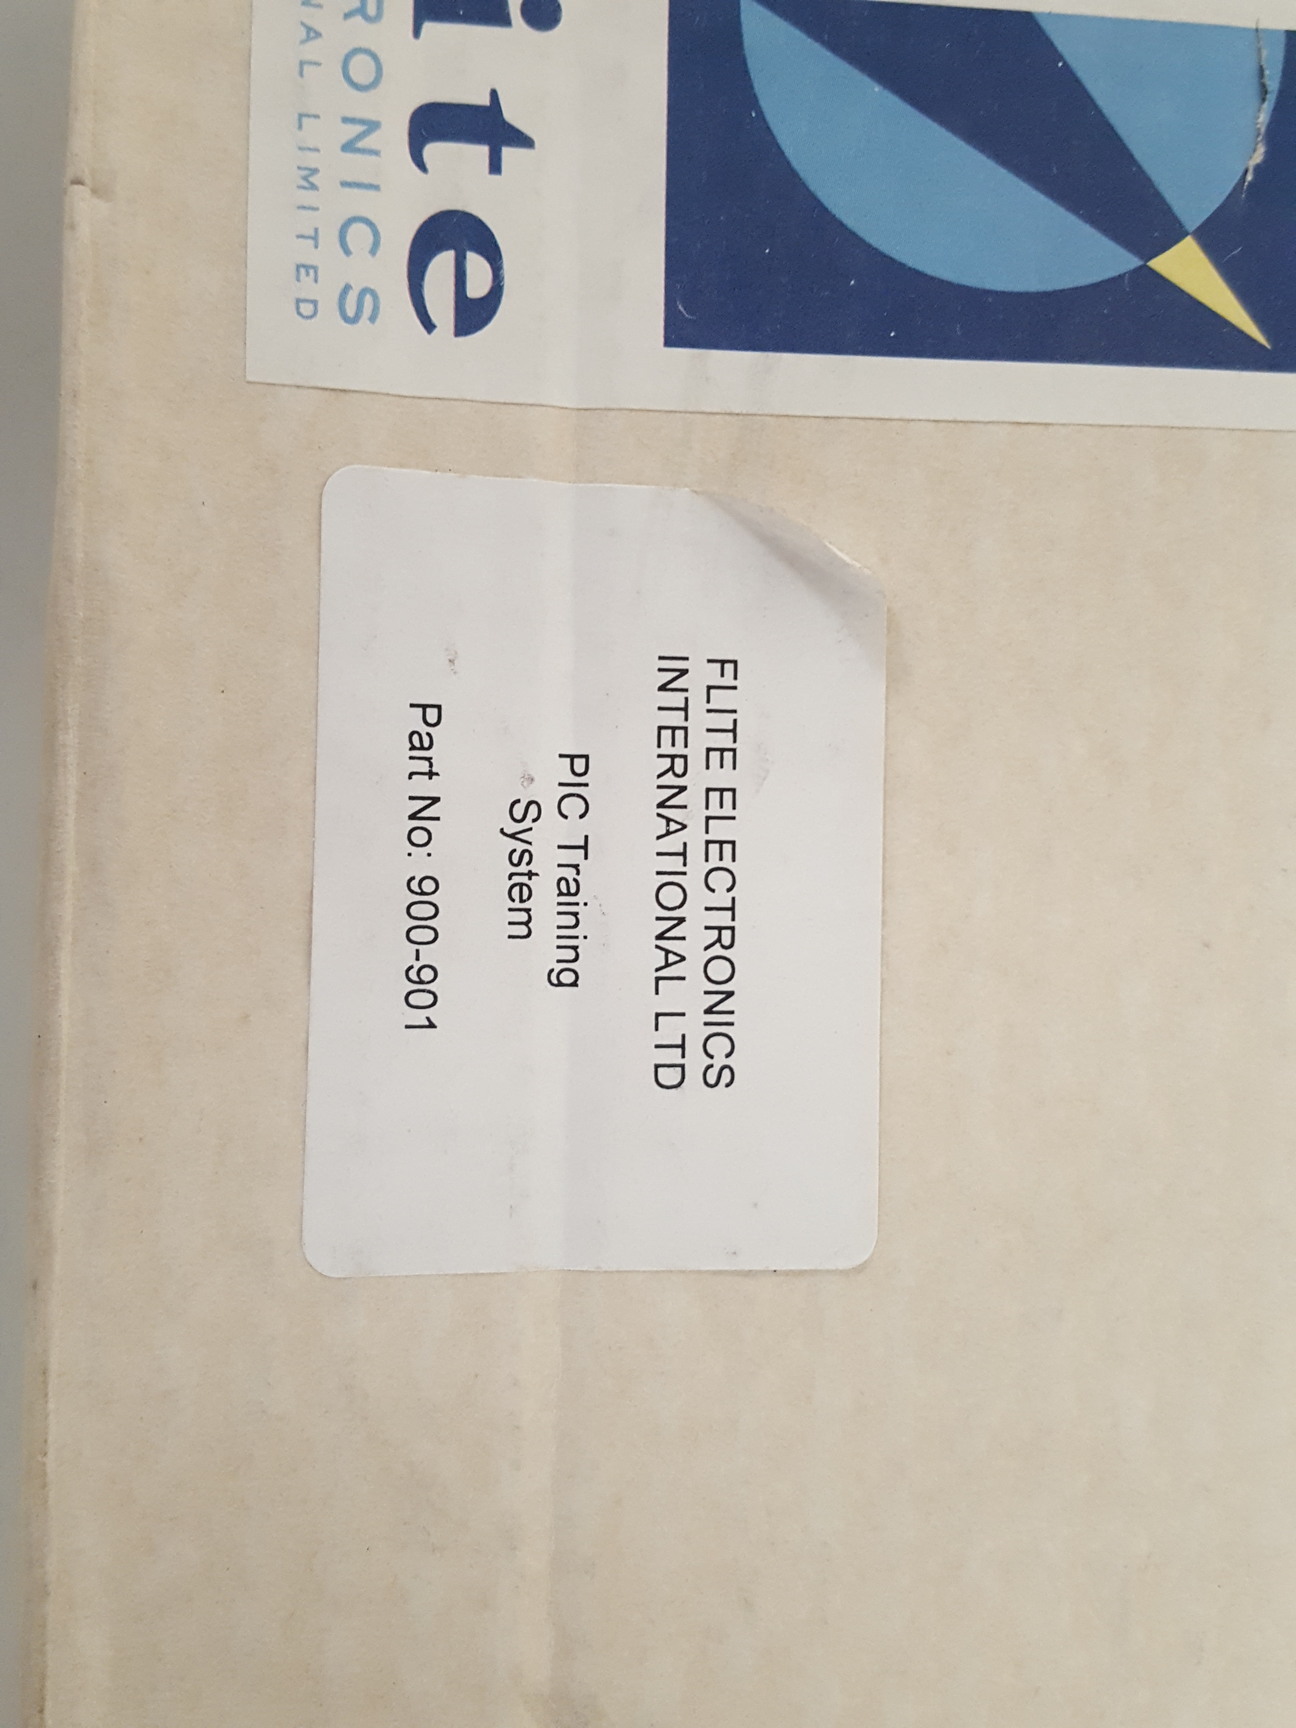 ite
RONICS
NAL LIMITED
FLITE ELECTRONICS
INTERNATIONAL LTD
PIC Training
System
Part No: 900-901